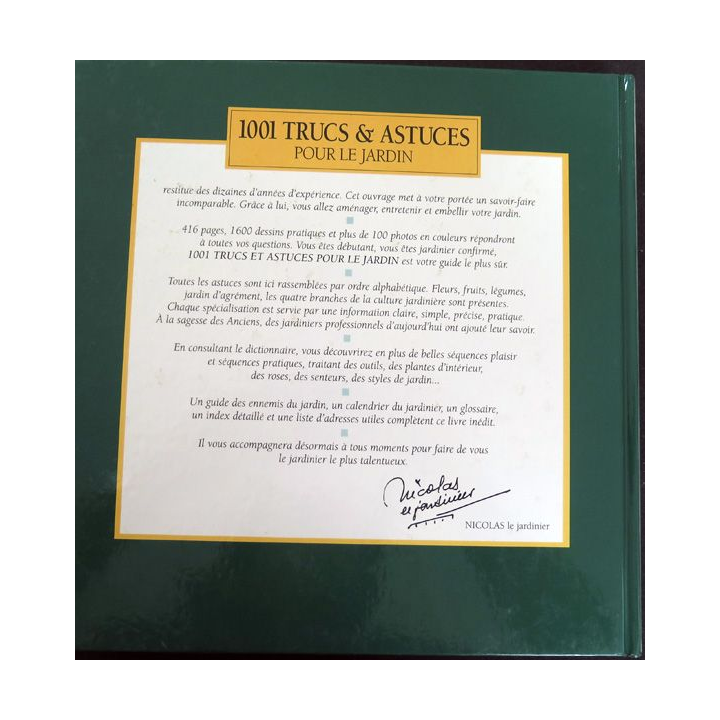 1001 TRUCS & ASTUCES
POUR LE JARDIN
restitue des dizaines d'années d'expérience. Cet ouvrage met à votre portée un savoir-faire
incomparable. Grâce à lui, vous allez aménager, entretenir et embellir votre jardin.
416 pages, 1600 dessins pratiques et plus de 100 photos en couleurs répondront
à toutes vos questions. Vous êtes débutant, vous êtes jardinier confirmé,
1001 TRUCS ET ASTUCES POUR LE JARDIN est votre guide le plus sûr.
Toutes les astuces sont ici rassemblées par ordre alphabétique. Fleurs, fruits, légumes,
jardin d'agrément, les quatre branches de la culture jardinière sont présentes.
Chaque spécialisation est servie par une information claire, simple, précise, pratique.
À la sagesse des Anciens, des jardiniers professionnels d'aujourd'hui ont ajouté leur savoir.
En consultant le dictionnaire, vous découvrirez en plus de belles séquences plaisir
et séquences pratiques, traitant des outils, des plantes d'intérieur,
des roses, des senteurs, des styles de jardin...
Un guide des ennemis du jardin, un calendrier du jardinier, un glossaire,
un index détaillé et une liste d'adresses utiles complètent ce livre inédit.
Il vous accompagnera désormais à tous moments pour faire de vous
le jardinier le plus talentueux.
Nicolas
le jardinier
NICOLAS le jardinier